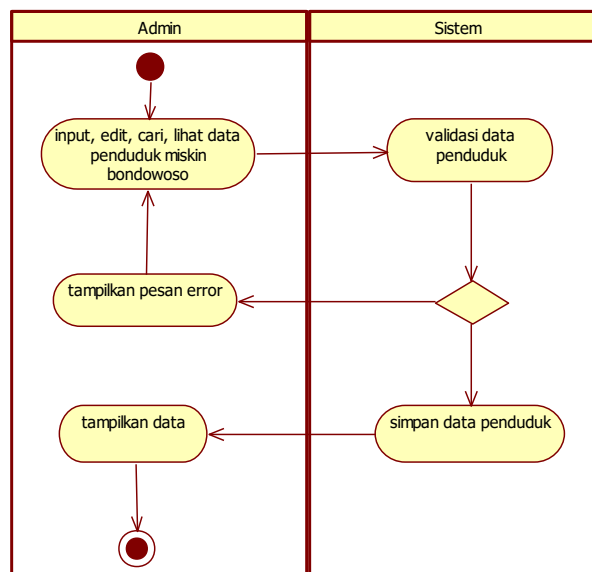 Admin
Sistem
input, edit, cari, lihat data
penduduk miskin
bondowoso
validasi data
penduduk
tampilkan pesan error
tampilkan data
simpan data penduduk